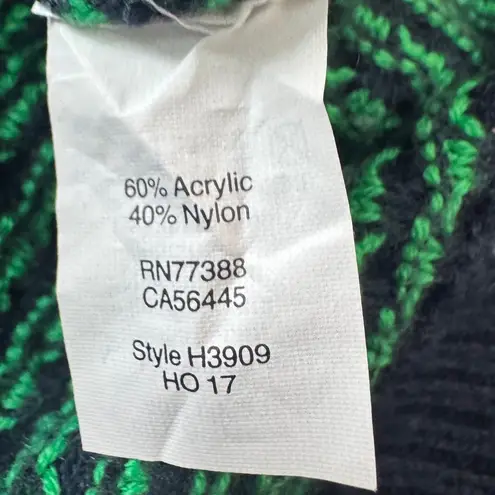 60% Acrylic
40% Nylon
RN77388
CA56445
Style H3909
HO 17